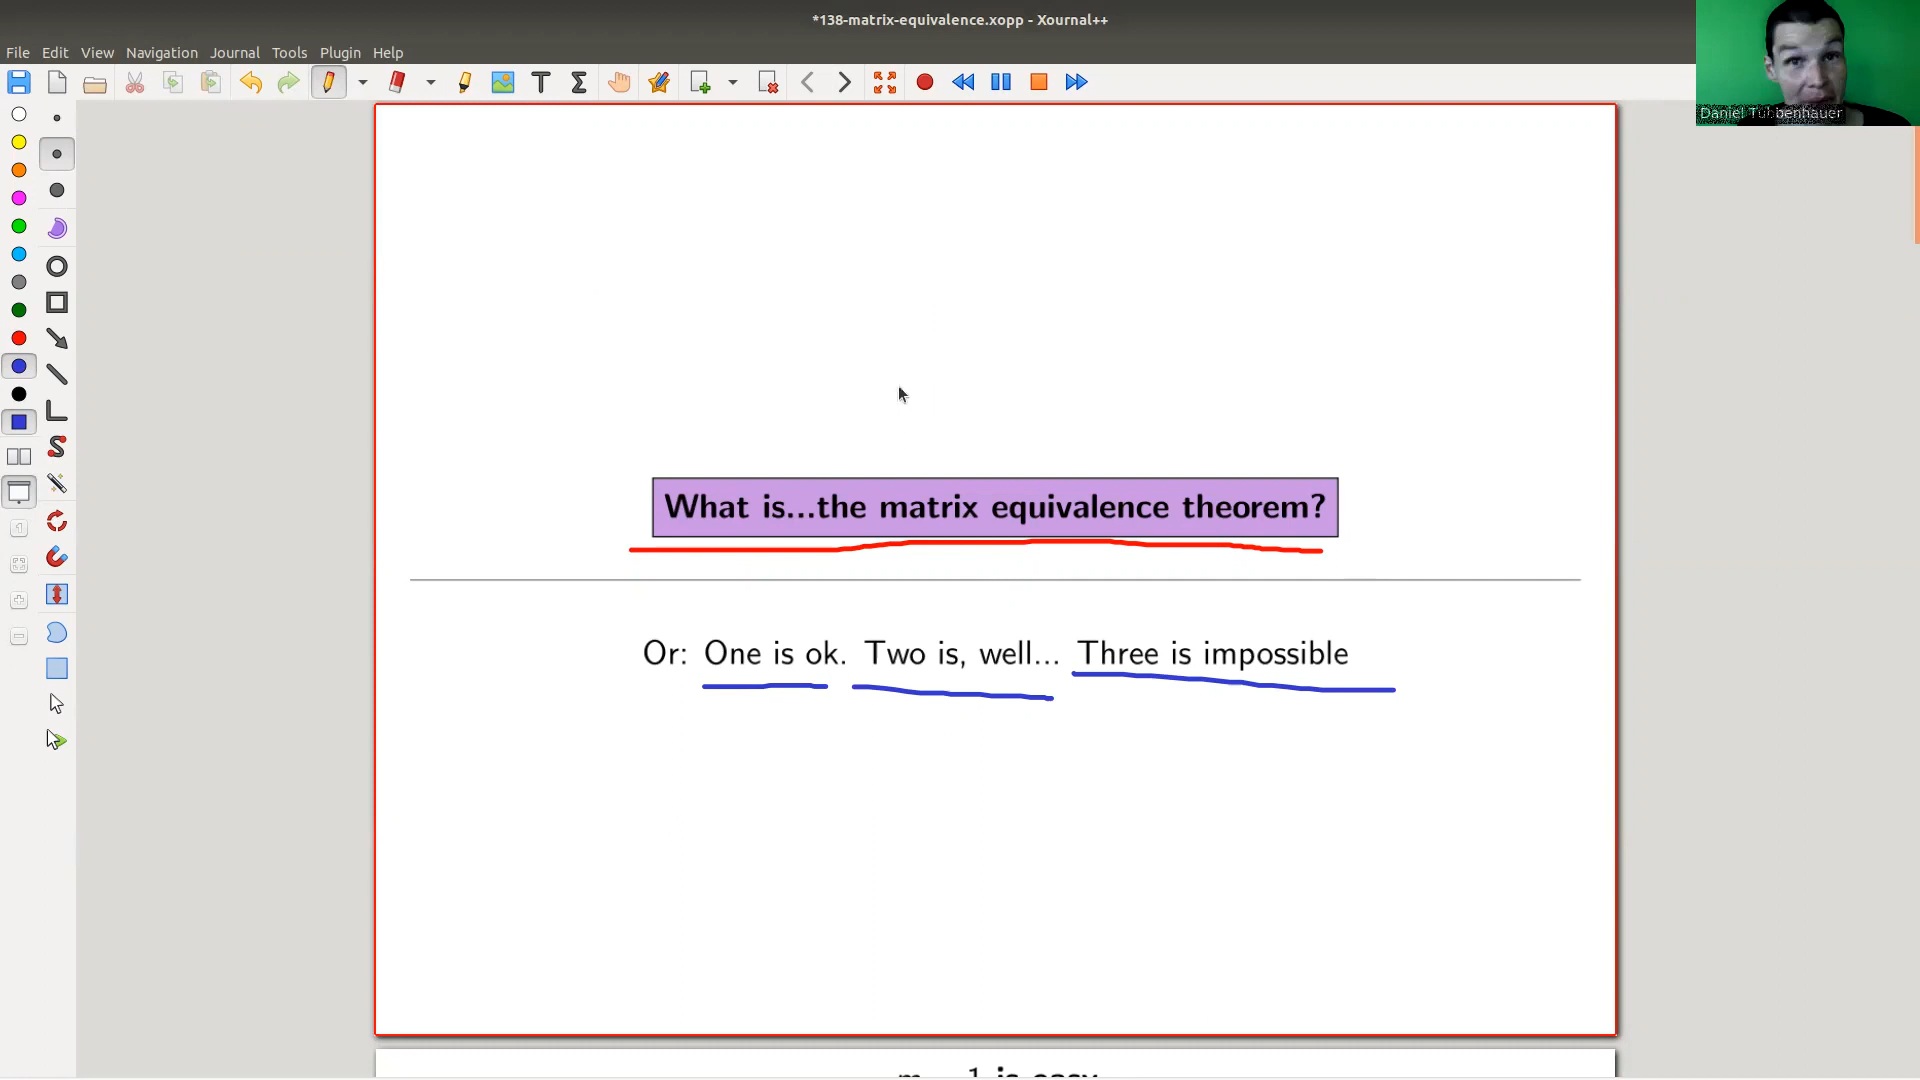 *138-matrix-equivalence.xopp - Xournal++
File Edit View Navigation Journal Tools Plugin Help
Daniel Tubbenhauer
What is...the matrix equivalence theorem?
Or: One is ok. Two is, well... Three is impossible